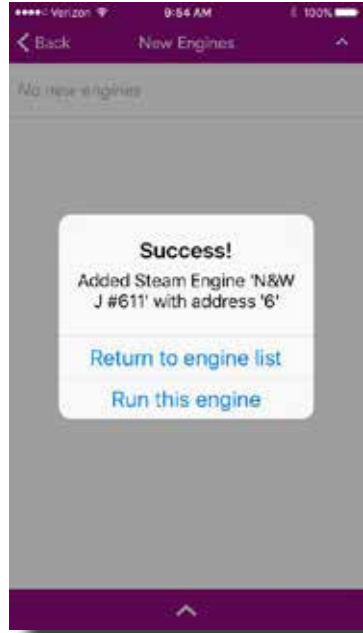 Verizon 9:54 AM 100%
Back New Engines
No new engines
Success!
Added Steam Engine 'N&W
J #611' with address '6'
Return to engine list
Run this engine